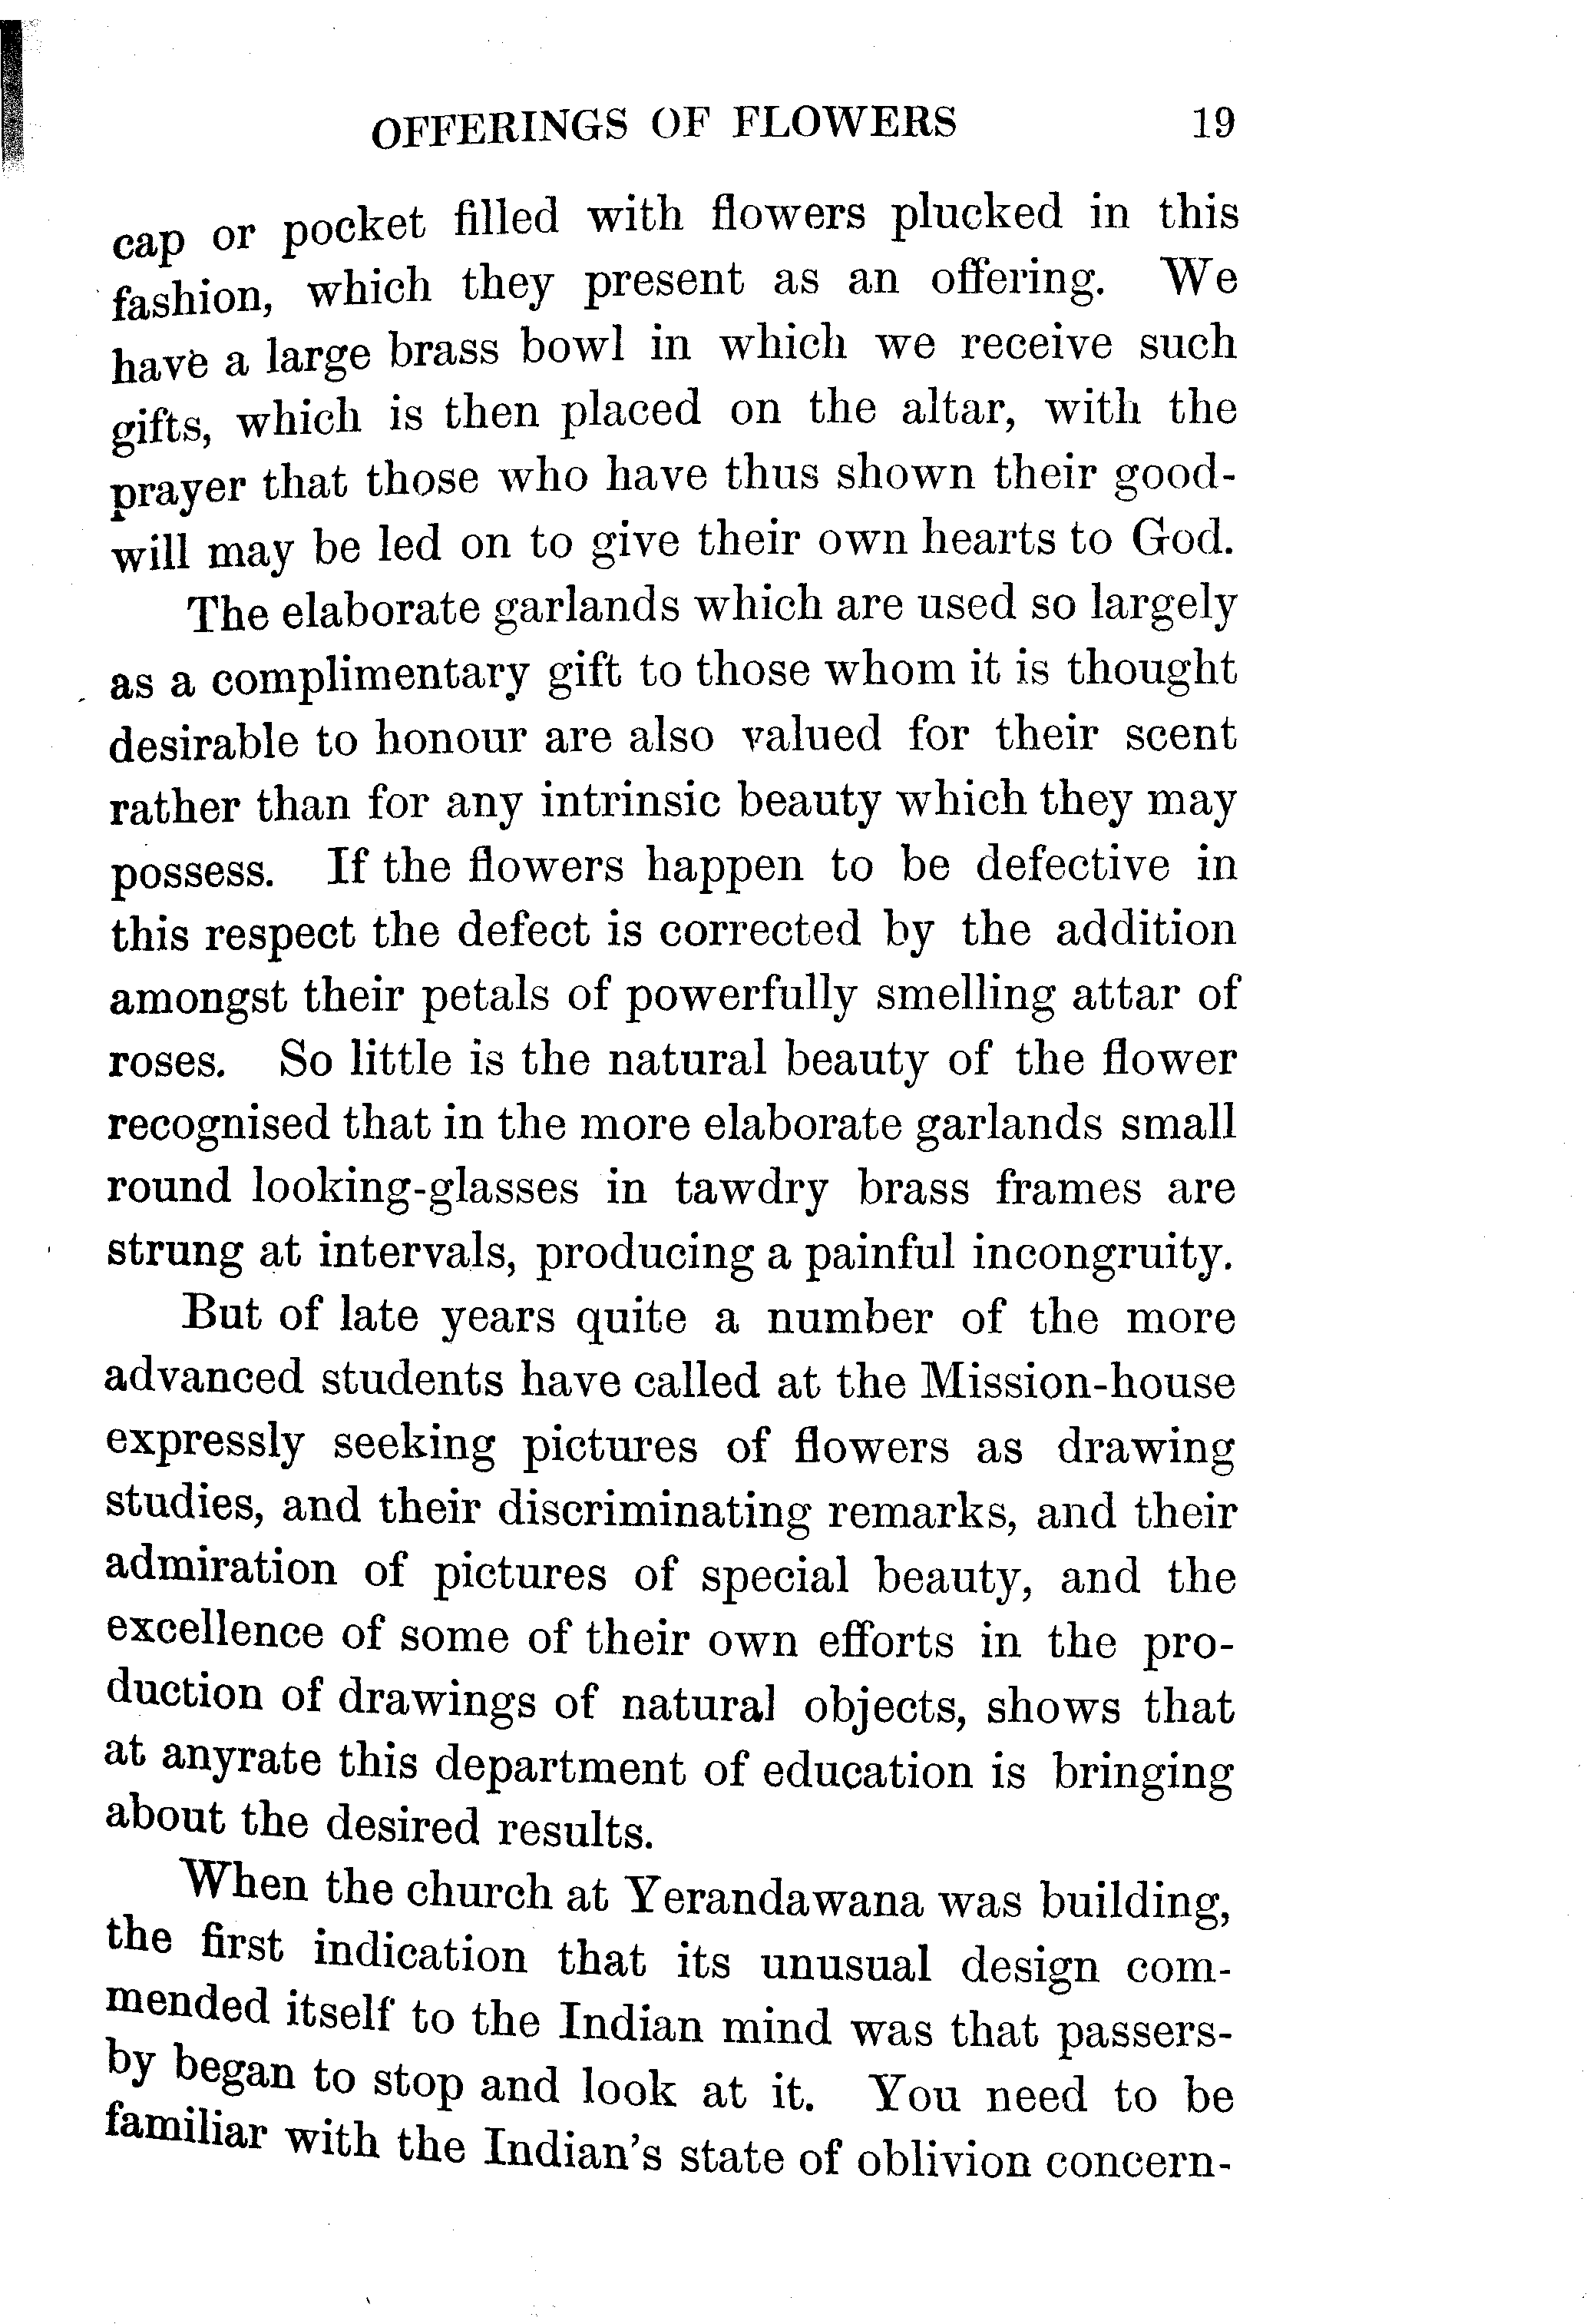 OFFERINGS OF FLOWERS 19
cap or pocket filled with flowers plucked in this
fashion, which they present as an offering. We
have a large brass bowl in which we receive such
gifts, which is then placed on the altar, with the
prayer that those who have thus shown their good-
will may be led on to give their own hearts to God.
The elaborate garlands which are used so largely
as a complimentary gift to those whom it is thought
desirable to honour are also valued for their scent
rather than for any intrinsic beauty which they may
possess. If the flowers happen to be defective in
this respect the defect is corrected by the addition
amongst their petals of powerfully smelling attar of
roses. So little is the natural beauty of the flower
recognised that in the more elaborate garlands small
round looking-glasses in tawdry brass frames are
strung at intervals, producing a painful incongruity.
But of late years quite a number of the more
advanced students have called at the Mission-house
expressly seeking pictures of flowers as drawing
studies, and their discriminating remarks, and their
admiration of pictures of special beauty, and the
excellence of some of their own efforts in the pro-
duction of drawings of natural objects, shows that
at anyrate this department of education is bringing
about the desired results.
When the church at Yerandawana was building,
the first indication that its unusual design com-
mended itself to the Indian mind was that passers-
by began to stop and look at it. You need to be
familiar with the Indian's state of oblivion concern-